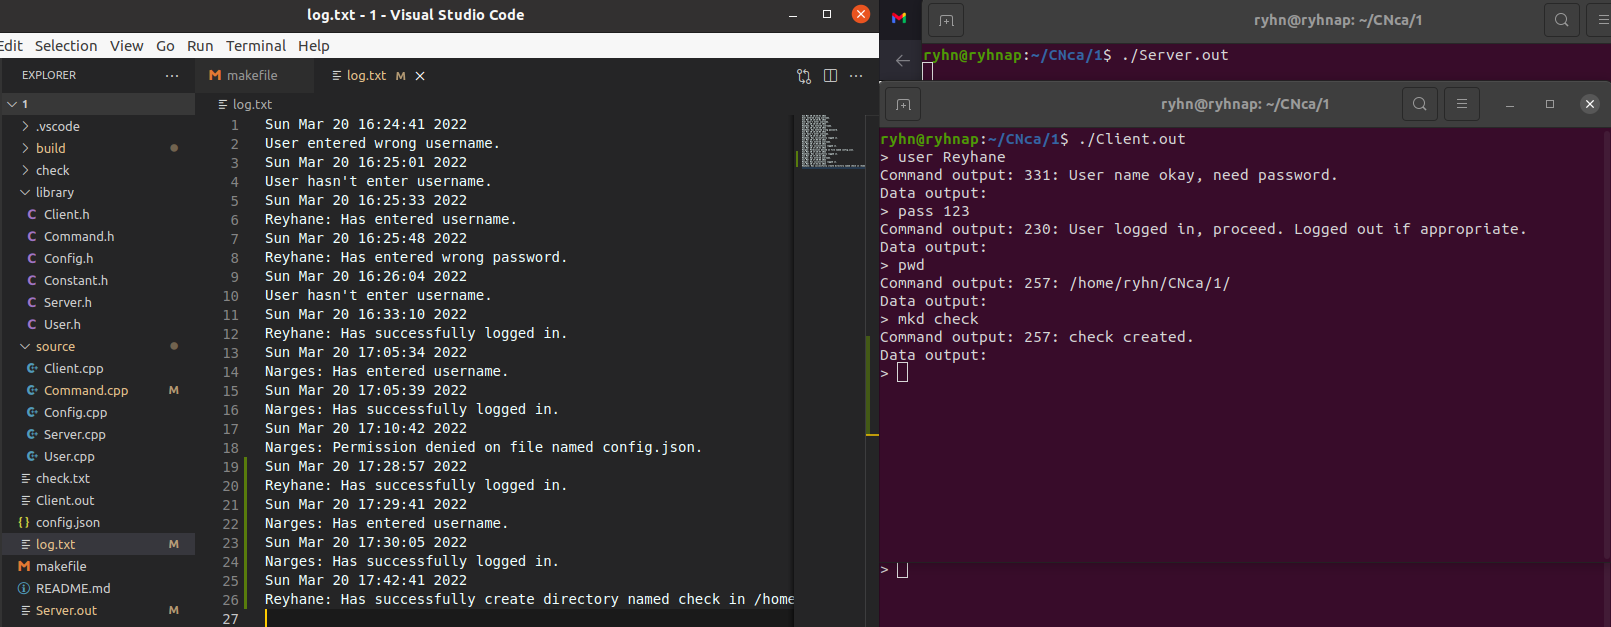 log.txt - 1 - Visual Studio Code
Edit Selection View Go Run Terminal Help
EXPLORER ···
makefile
log.txt M
1
.vscode
build
check
library
Client.h
Command.h
Config.h
Constant.h
Server.h
User.h
source
Client.cpp
Command.cpp M
Config.cpp
Server.cpp
User.cpp
check.txt
Client.out
{} config.json
log.txt M
makefile
README.md
Server.out M
log.txt
1 Sun Mar 20 16:24:41 2022
2 User entered wrong username.
3 Sun Mar 20 16:25:01 2022
4 User hasn't enter username.
5 Sun Mar 20 16:25:33 2022
6 Reyhane: Has entered username.
7 Sun Mar 20 16:25:48 2022
8 Reyhane: Has entered wrong password.
9 Sun Mar 20 16:26:04 2022
10 User hasn't enter username.
11 Sun Mar 20 16:33:10 2022
12 Reyhane: Has successfully logged in.
13 Sun Mar 20 17:05:34 2022
14 Narges: Has entered username.
15 Sun Mar 20 17:05:39 2022
16 Narges: Has successfully logged in.
17 Sun Mar 20 17:10:42 2022
18 Narges: Permission denied on file named config.json.
19 Sun Mar 20 17:28:57 2022
20 Reyhane: Has successfully logged in.
21 Sun Mar 20 17:29:41 2022
22 Narges: Has entered username.
23 Sun Mar 20 17:30:05 2022
24 Narges: Has successfully logged in.
25 Sun Mar 20 17:42:41 2022
26 Reyhane: Has successfully create directory named check in /home
27
ryhn@ryhnap: ~/CNca/1
ryhn@ryhnap:~/CNca/1$ ./Server.out
ryhn@ryhnap: ~/CNca/1
ryhn@ryhnap:~/CNca/1$ ./Client.out
> user Reyhane
Command output: 331: User name okay, need password.
Data output:
> pass 123
Command output: 230: User logged in, proceed. Logged out if appropriate.
Data output:
> pwd
Command output: 257: /home/ryhn/CNca/1/
Data output:
> mkd check
Command output: 257: check created.
Data output:
>
>